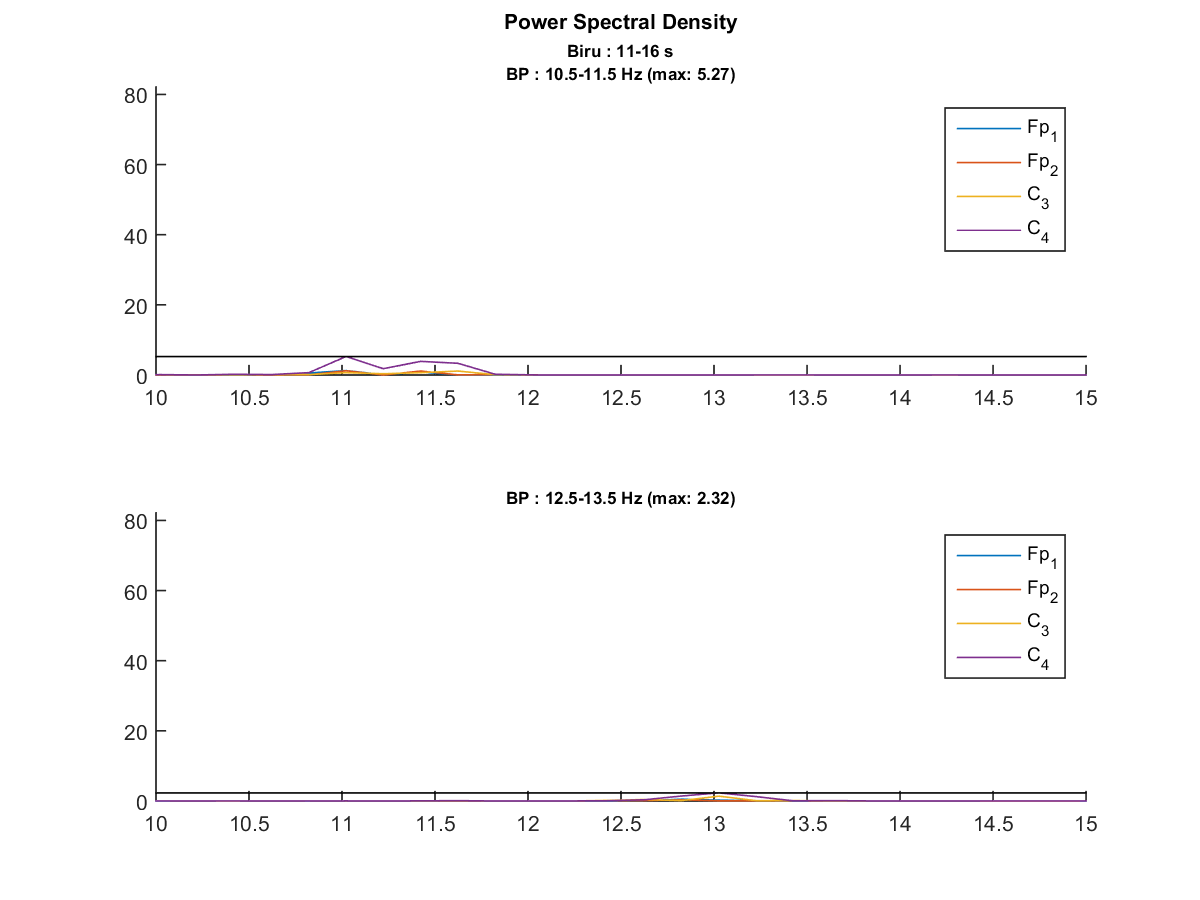 Power Spectral Density
Biru : 11-16 s
BP : 10.5-11.5 Hz (max: 5.27)
80
60
40
20
0
10 10.5 11 11.5 12 12.5 13 13.5 14 14.5 15
Fp1
Fp2
C3
C4
BP : 12.5-13.5 Hz (max: 2.32)
80
60
40
20
0
10 10.5 11 11.5 12 12.5 13 13.5 14 14.5 15
Fp1
Fp2
C3
C4